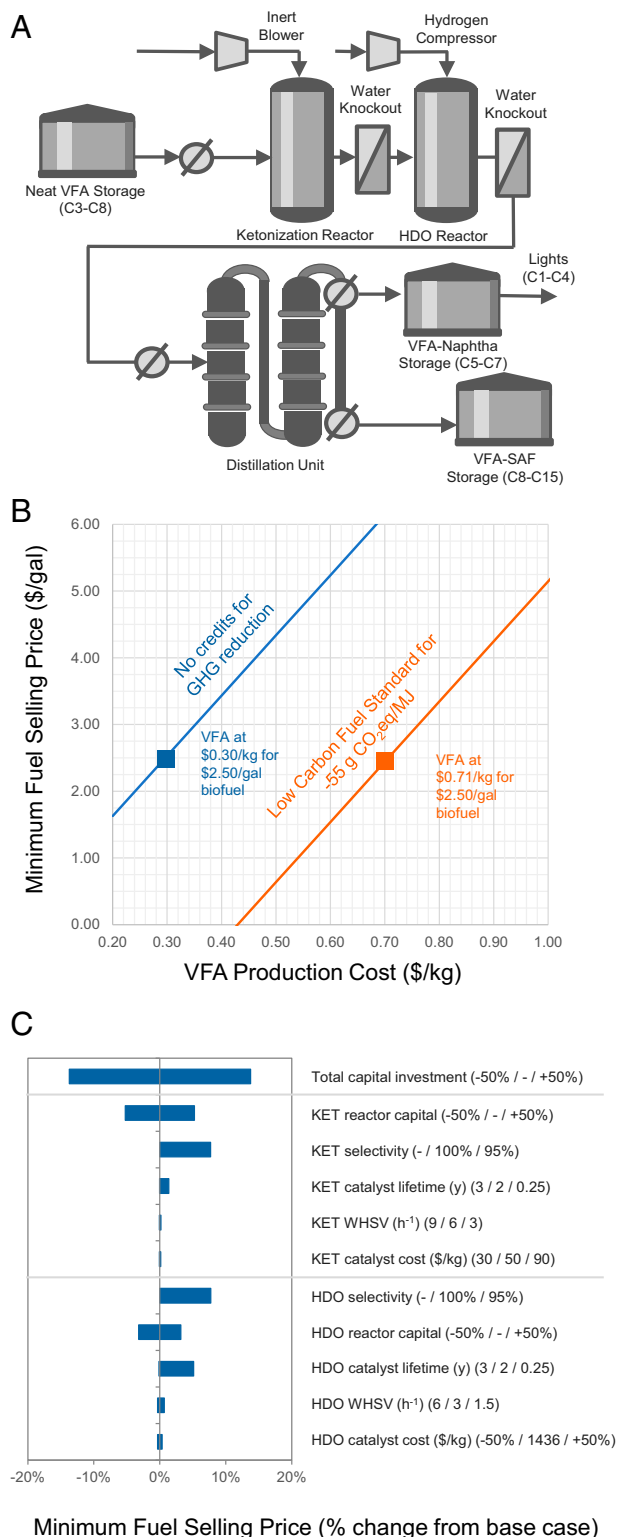 A
Inert
Blower
Hydrogen
Compressor
Water
Knockout
Water
Knockout
Neat VFA Storage
(C3-C8)
Ketonization Reactor
HDO Reactor
Lights
(C1-C4)
VFA-Naphtha
Storage (C5-C7)
Distillation Unit
VFA-SAF
Storage (C8-C15)
B
Minimum Fuel Selling Price ($/gal)
6.00
5.00
4.00
3.00
2.00
1.00
0.00
No credits for
GHG reduction
VFA at
$0.30/kg for
$2.50/gal
biofuel
Low Carbon Fuel Standard for
-55 g CO2eq/MJ
VFA at
$0.71/kg for
$2.50/gal
biofuel
0.20 0.30 0.40 0.50 0.60 0.70 0.80 0.90 1.00
VFA Production Cost ($/kg)
C
Total capital investment (-50% / - / +50%)
KET reactor capital (-50% / - / +50%)
KET selectivity (- / 100% / 95%)
KET catalyst lifetime (y) (3 / 2 / 0.25)
KET WHSV (h-1) (9 / 6 / 3)
KET catalyst cost ($/kg) (30 / 50 / 90)
HDO selectivity (- / 100% / 95%)
HDO reactor capital (-50% / - / +50%)
HDO catalyst lifetime (y) (3 / 2 / 0.25)
HDO WHSV (h-1) (6 / 3 / 1.5)
HDO catalyst cost ($/kg) (-50% / 1436 / +50%)
-20% -10% 0% 10% 20%
Minimum Fuel Selling Price (% change from base case)